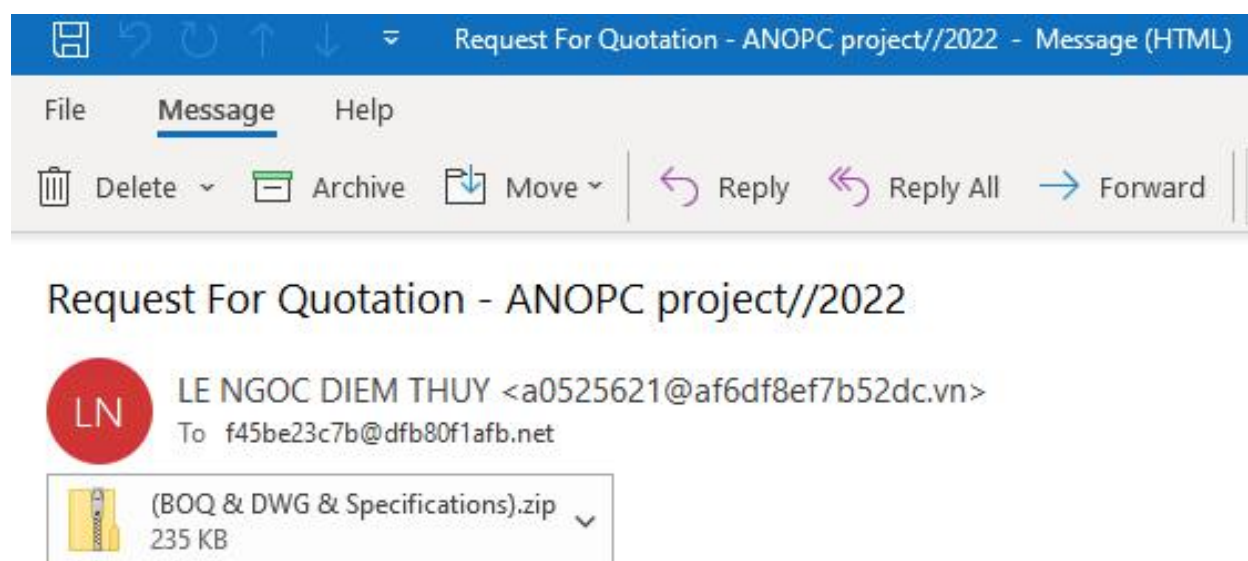 Request For Quotation - ANOPC project//2022 - Message (HTML)
File Message Help
Delete Archive Move Reply Reply All Forward
Request For Quotation - ANOPC project//2022
LN
LE NGOC DIEM THUY <a0525621@af6df8ef7b52dc.vn>
To f45be23c7b@dfb80f1afb.net
(BOQ & DWG & Specifications).zip
235 KB